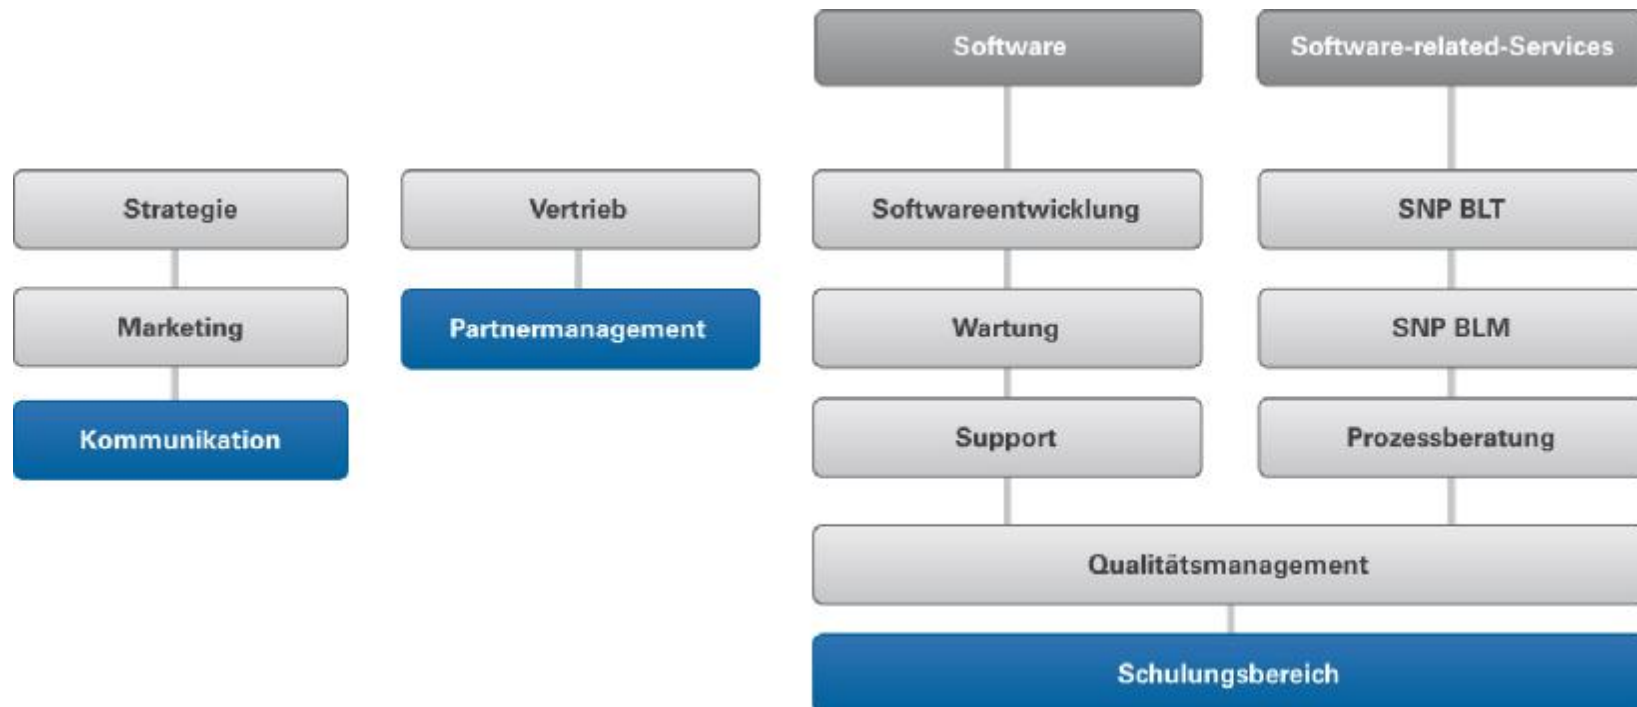 Software
Software-related-Services
Strategie
Vertrieb
Softwareentwicklung
SNP BLT
Marketing
Partnermanagement
Wartung
SNP BLM
Kommunikation
Support
Prozessberatung
Qualitätsmanagement
Schulungsbereich